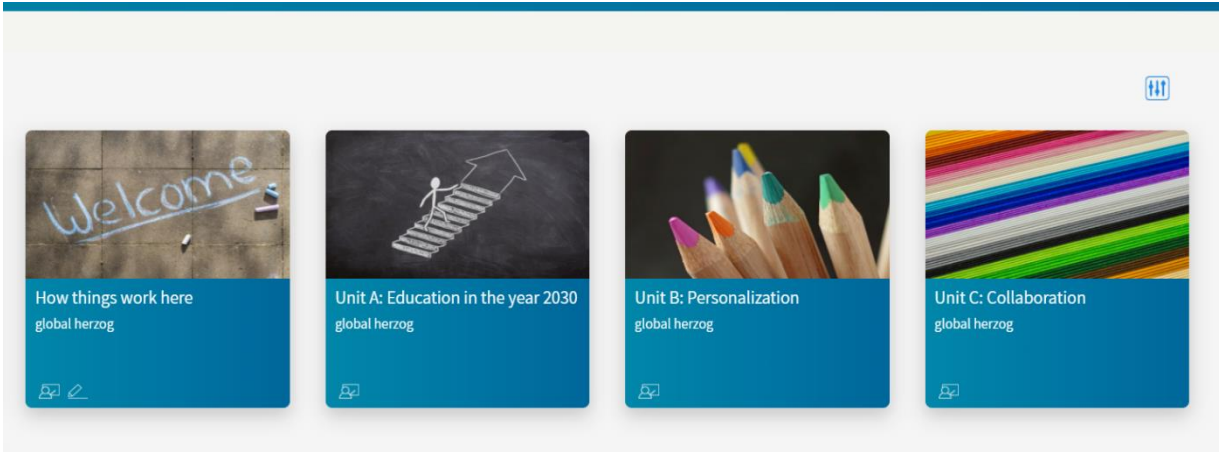 Welcome
How things work here
global herzog
Unit A: Education in the year 2030
global herzog
Unit B: Personalization
global herzog
Unit C: Collaboration
global herzog